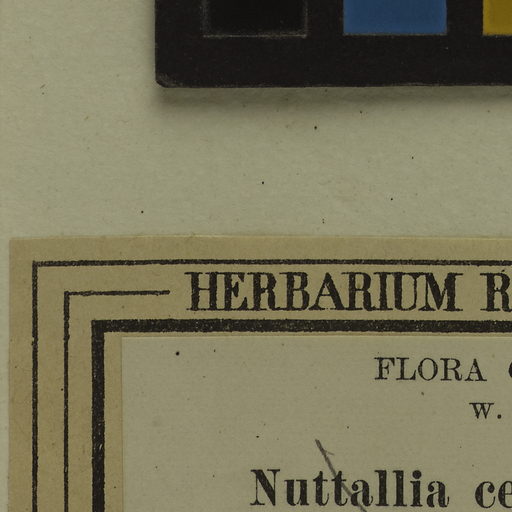 HERBARIUM R
FLORA
W.
Nuttallia ce